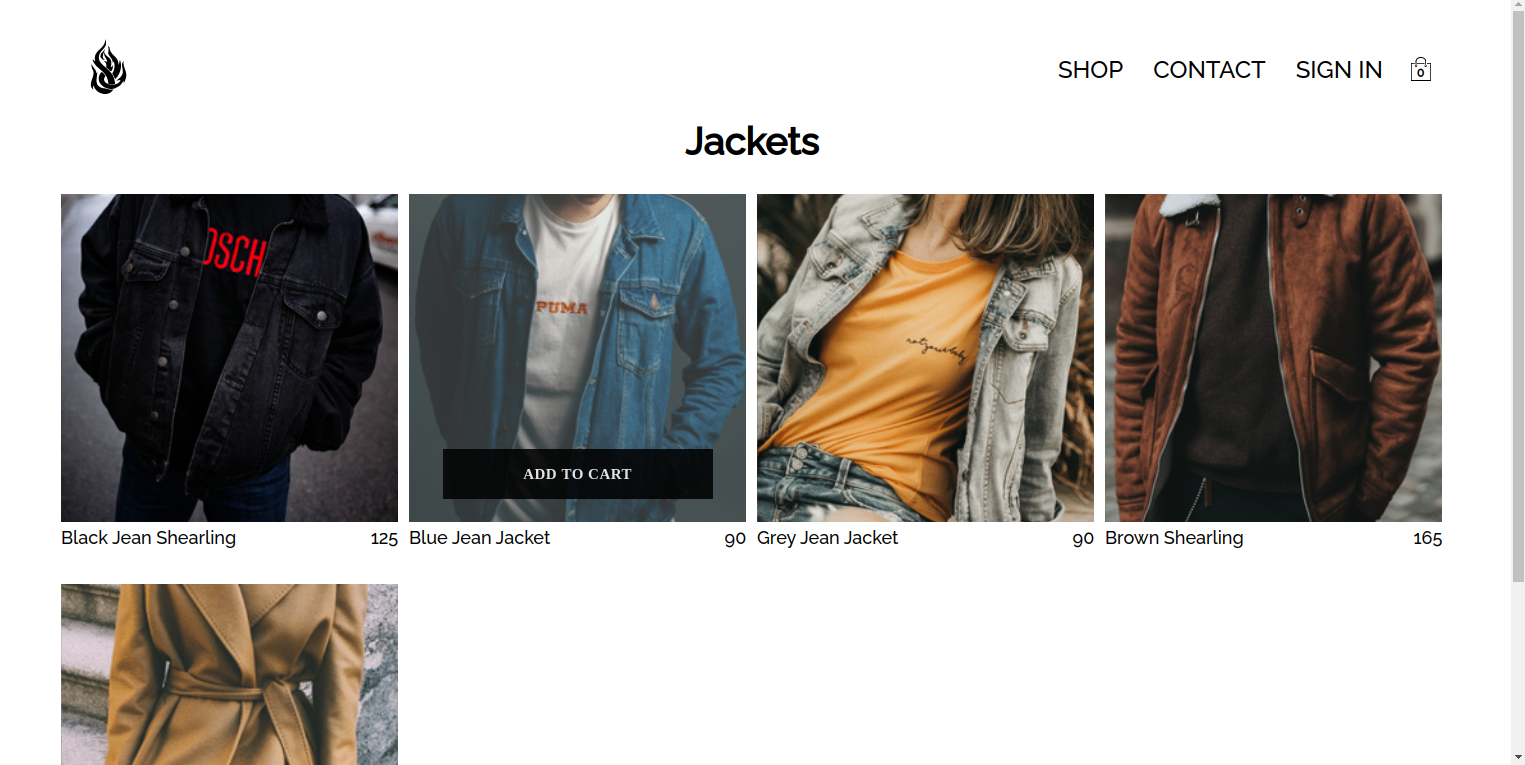 SHOP CONTACT SIGN IN 0
Jackets
OSCH
PUMA
notyourbaby
ADD TO CART
Black Jean Shearling 125 Blue Jean Jacket 90 Grey Jean Jacket 90 Brown Shearling 165